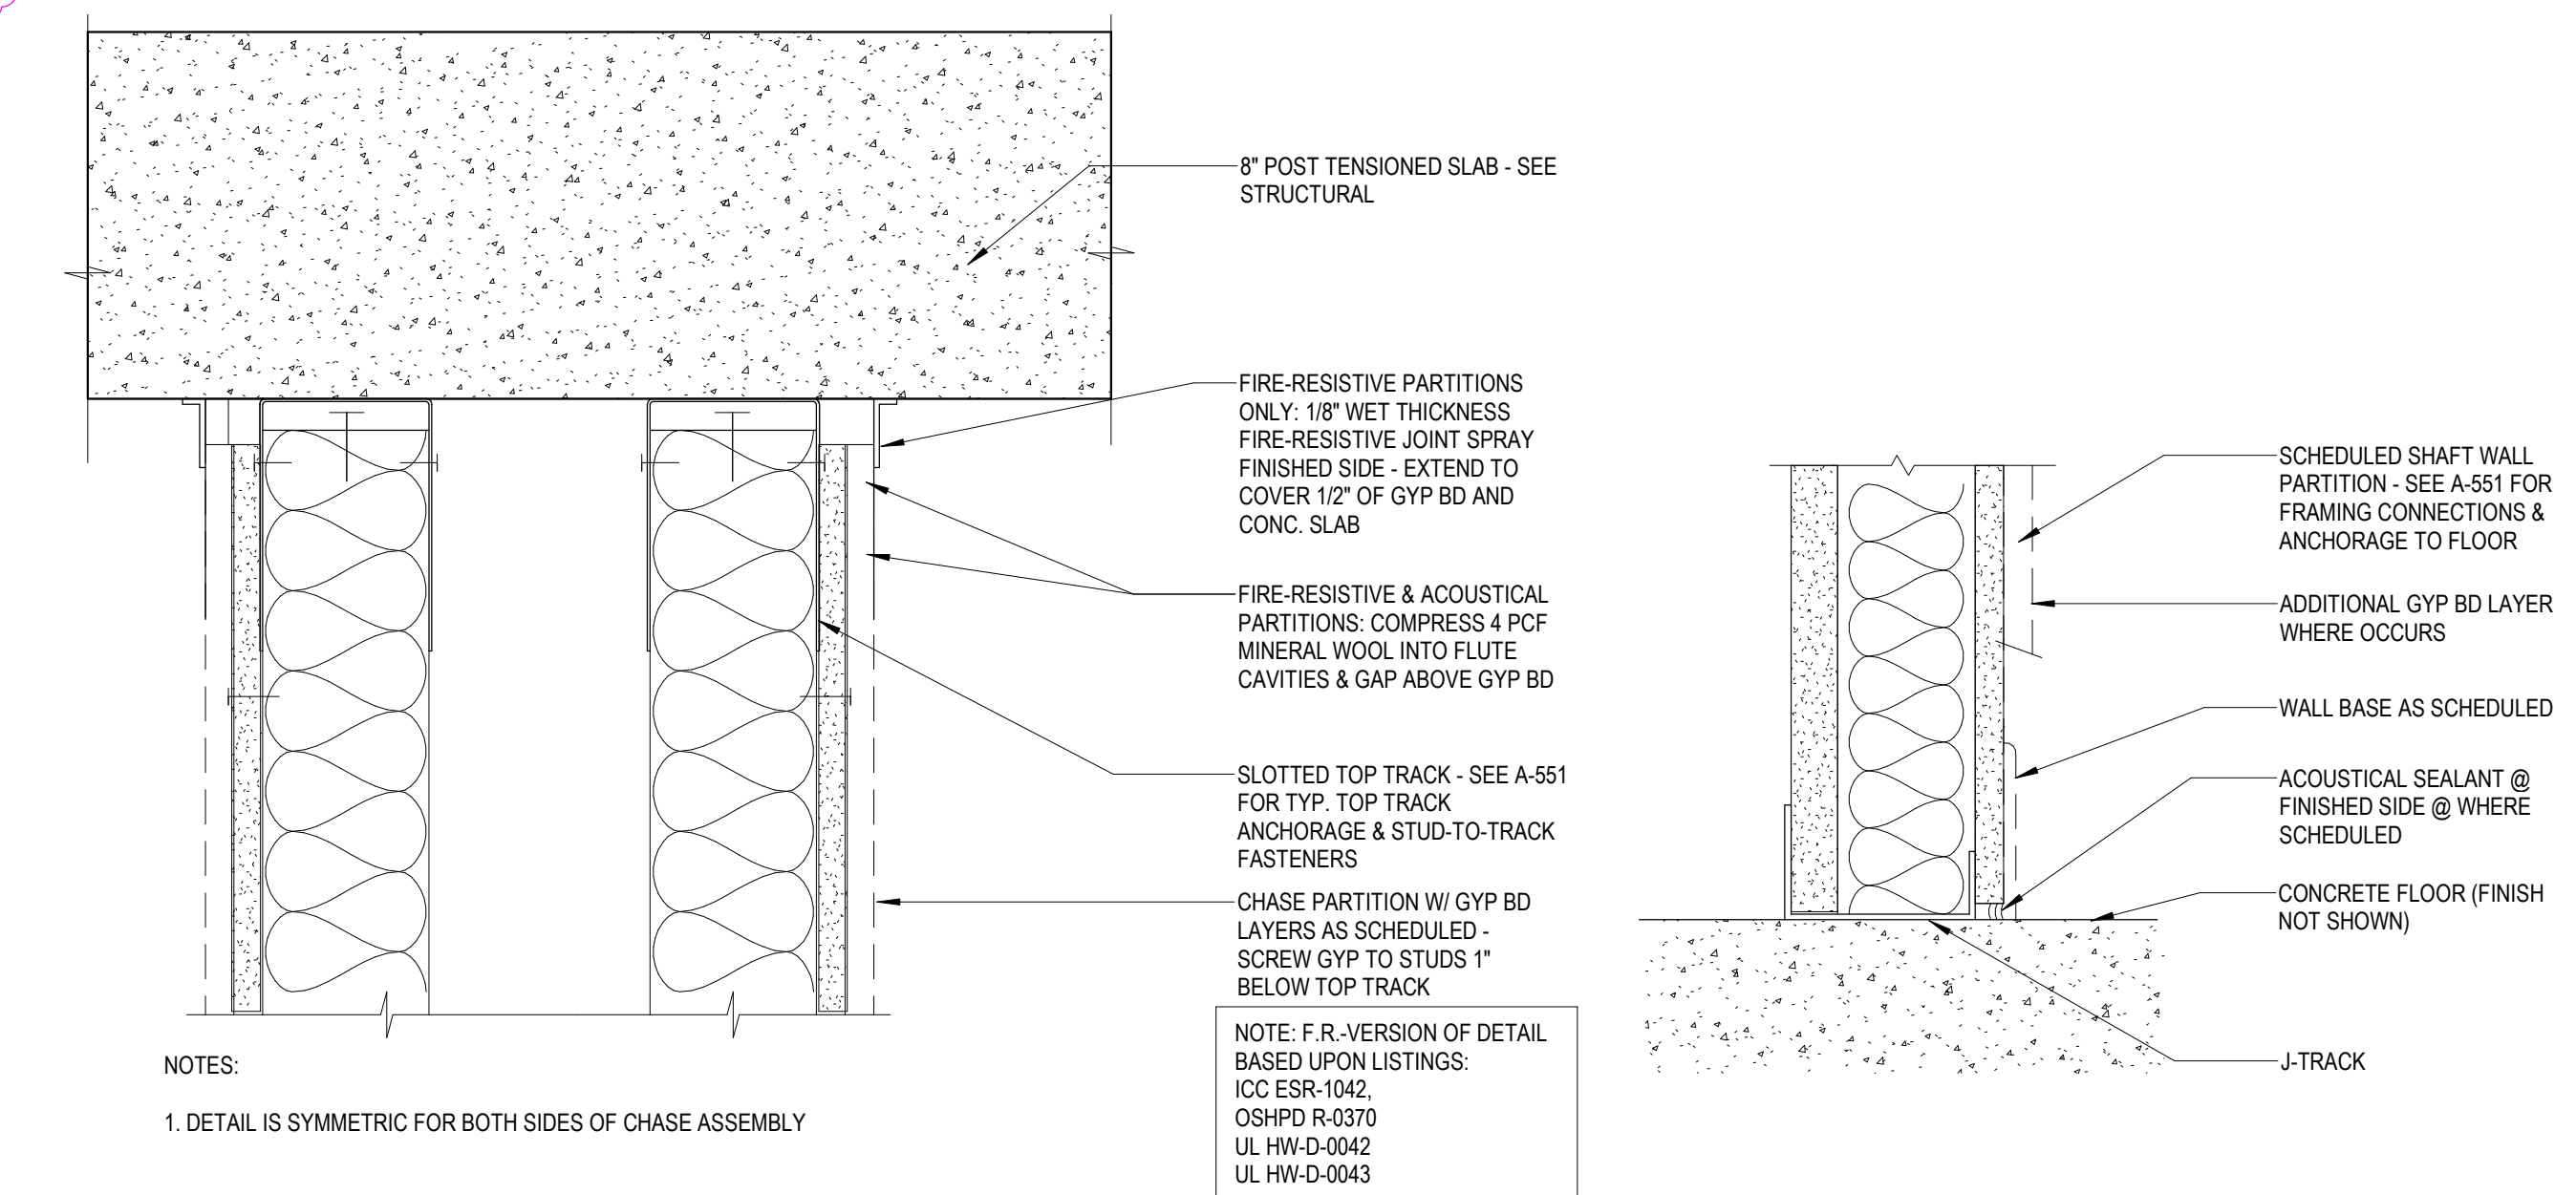 8" POST TENSIONED SLAB - SEE
STRUCTURAL
FIRE-RESISTIVE PARTITIONS
ONLY: 1/8" WET THICKNESS
FIRE-RESISTIVE JOINT SPRAY
FINISHED SIDE - EXTEND TO
COVER 1/2" OF GYP BD AND
CONC. SLAB
FIRE-RESISTIVE & ACOUSTICAL
PARTITIONS: COMPRESS 4 PCF
MINERAL WOOL INTO FLUTE
CAVITIES & GAP ABOVE GYP BD
SLOTTED TOP TRACK - SEE A-551
FOR TYP. TOP TRACK
ANCHORAGE & STUD-TO-TRACK
FASTENERS
CHASE PARTITION W/ GYP BD
LAYERS AS SCHEDULED -
SCREW GYP TO STUDS 1"
BELOW TOP TRACK
NOTE: F.R.-VERSION OF DETAIL
BASED UPON LISTINGS:
ICC ESR-1042,
OSHPD R-0370
UL HW-D-0042
UL HW-D-0043
NOTES:
1. DETAIL IS SYMMETRIC FOR BOTH SIDES OF CHASE ASSEMBLY
SCHEDULED SHAFT WALL
PARTITION - SEE A-551 FOR
FRAMING CONNECTIONS &
ANCHORAGE TO FLOOR
ADDITIONAL GYP BD LAYER
WHERE OCCURS
WALL BASE AS SCHEDULED
ACOUSTICAL SEALANT @
FINISHED SIDE @ WHERE
SCHEDULED
CONCRETE FLOOR (FINISH
NOT SHOWN)
J-TRACK